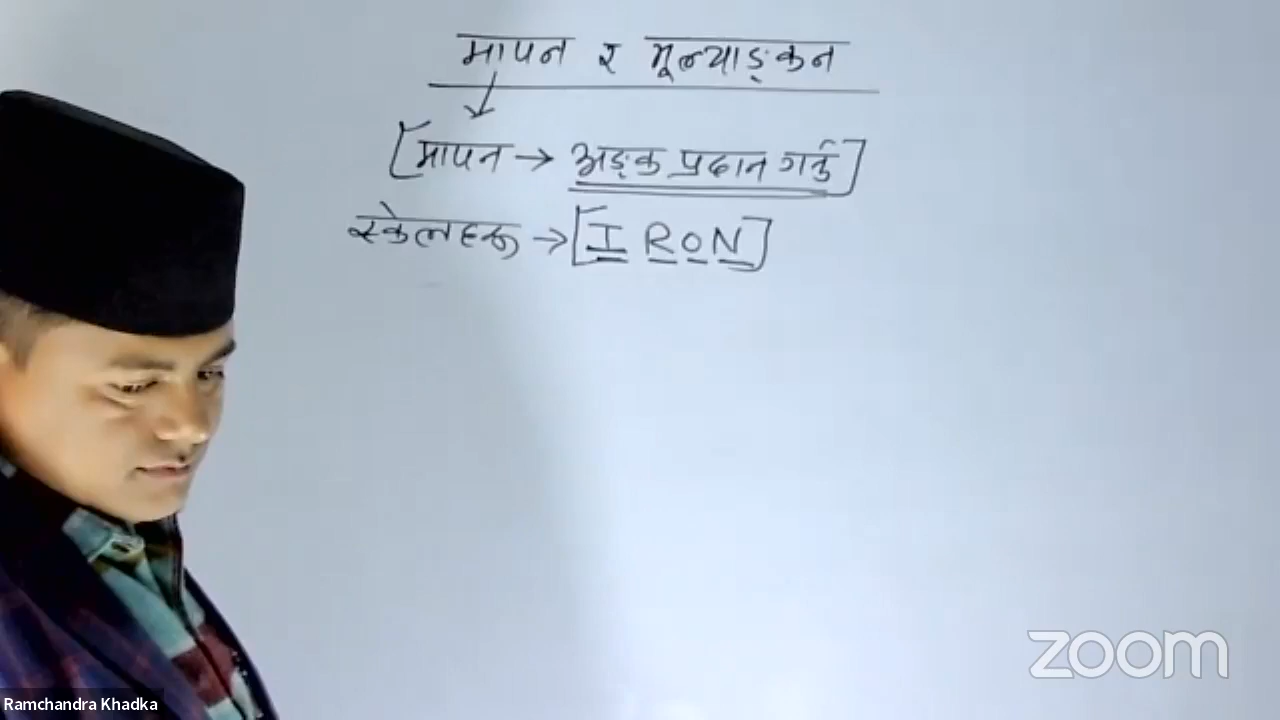 मापन र मूल्याङ्कन
[मापन → अङ्क प्रदान गर्नु]
स्केलहरू → [I R O N]
zoom
Ramchandra Khadka